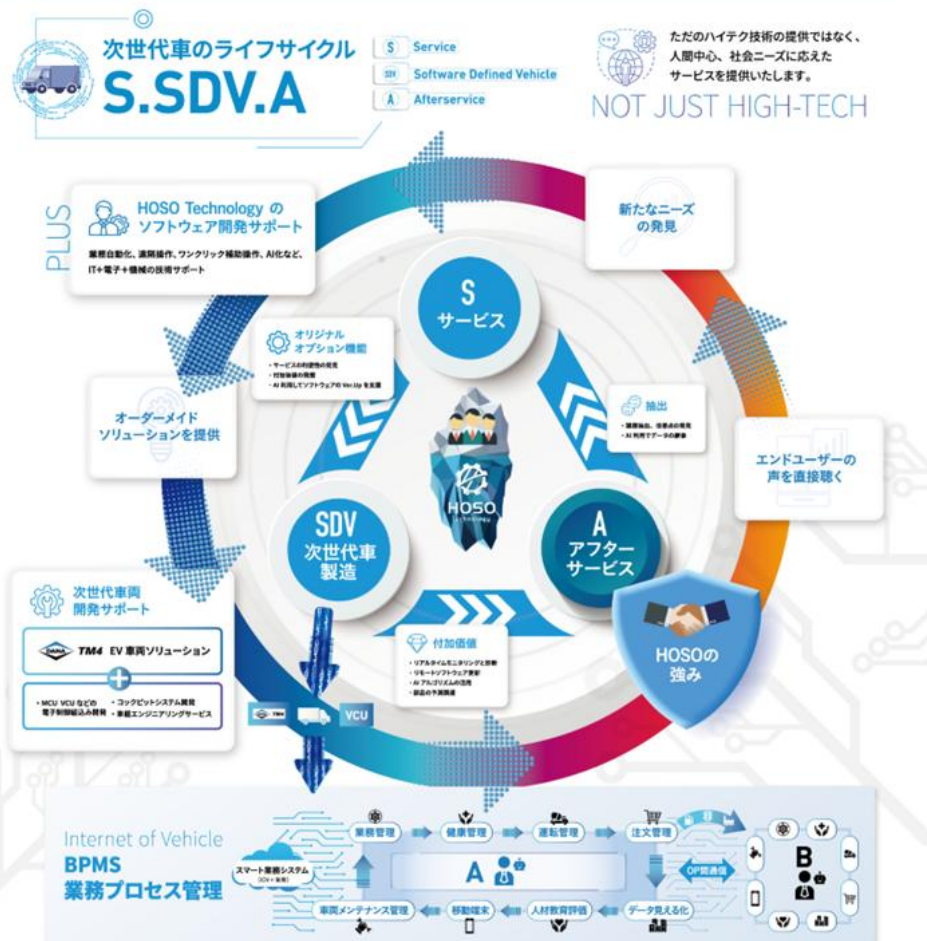 次世代車のライフサイクル
S.SDV.A
S Service
SDV Software Defined Vehicle
A Afterservice
ただのハイテク技術の提供ではなく、
人間中心、社会ニーズに応えた
サービスを提供いたします。
NOT JUST HIGH-TECH
PLUS
HOSO Technology の
ソフトウェア開発サポート
業務自動化、遠隔操作、ワンクリック補助操作、AI化など、
IT+電子+機械の技術サポート
新たなニーズ
の発見
S
サービス
オリジナル
オプション機能
・サービスの利便性の発見
・付加価値の発掘
・AI 利用してソフトウェアの Ver.Up を支援
抽出
・課題抽出、改善点の発見
・AI 利用でデータの
オーダーメイド
ソリューションを提供
エンドユーザーの
声を直接聴く
HOSO
TECHNOLOGY
SDV
次世代車
製造
A
アフター
サービス
次世代車両
開発サポート
DANA TM4 EV 車両ソリューション
・MCU VCU などの
電子制御組込み開発
・コックピットシステム開発
・車載エンジニアリングサービス
付加価値
・リアルタイムモニタリングと診断
・リモートソフトウェア更新
・AI アルゴリズムの活用
・部品の予測関連
HOSOの
強み
DANA TM4
VCU
Internet of Vehicle
BPMS
業務プロセス管理
スマート業務システム
業務管理
健康管理
運転管理
注文管理
A
車両メンテナンス管理
移動端末
人材教育評価
データ見える化
OP間通信
B